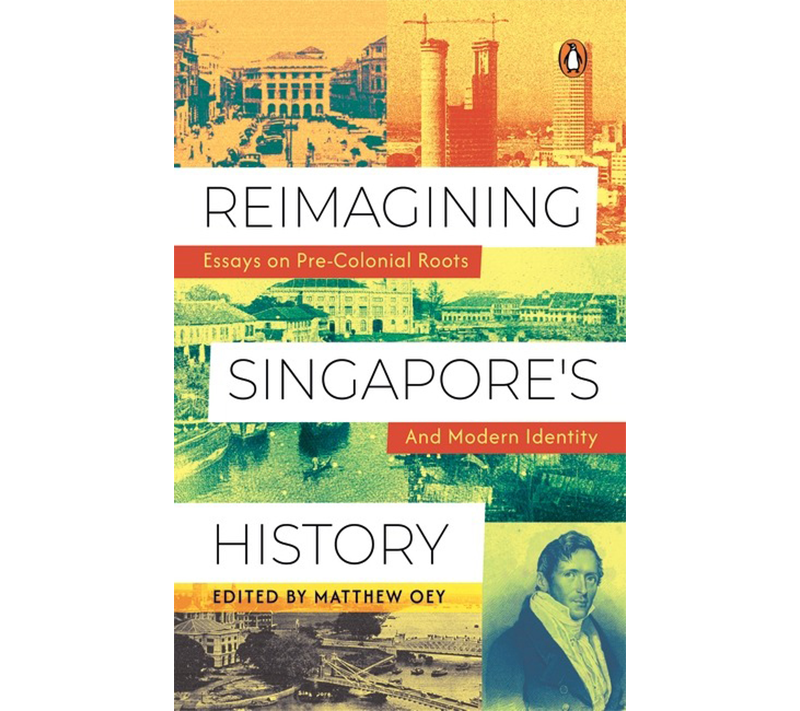 REIMAGINING
Essays on Pre-Colonial Roots
SINGAPORE'S
And Modern Identity
HISTORY
EDITED BY MATTHEW OEY